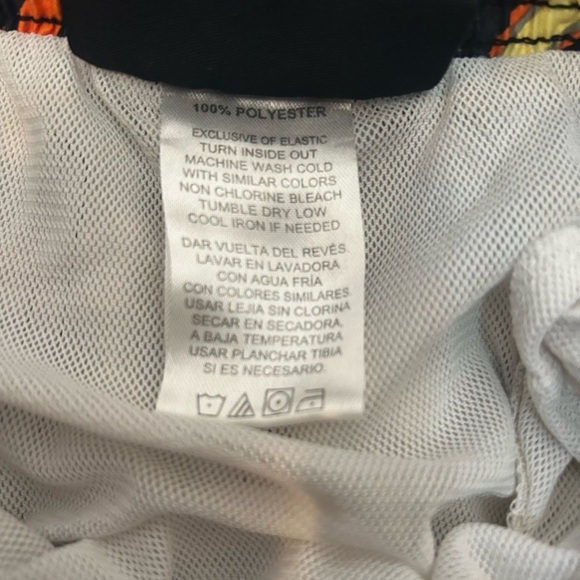 100% POLYESTER
EXCLUSIVE OF ELASTIC
TURN INSIDE OUT
MACHINE WASH COLD
WITH SIMILAR COLORS
NON CHLORINE BLEACH
TUMBLE DRY LOW
COOL IRON IF NEEDED
DAR VUELTA DEL REVÉS.
LAVAR EN LAVADORA
CON AGUA FRÍA
CON COLORES SIMILARES
USAR LEJIA SIN CLORINA
SECAR EN SECADORA.
A BAJA TEMPERATURA
USAR PLANCHAR TIBIA
SI ES NECESARIO.